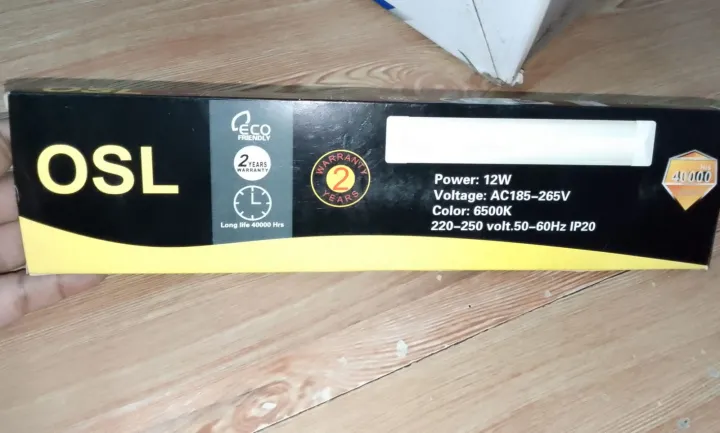 OSL
OSL
ECO
FRIENDLY
2 YEARS
WARRANTY
Long life 40000 Hrs
WARRANTY
2
YEARS
Power: 12W
Voltage: AC185-265V
Color: 6500K
220-250 volt.50-60Hz IP20
40000